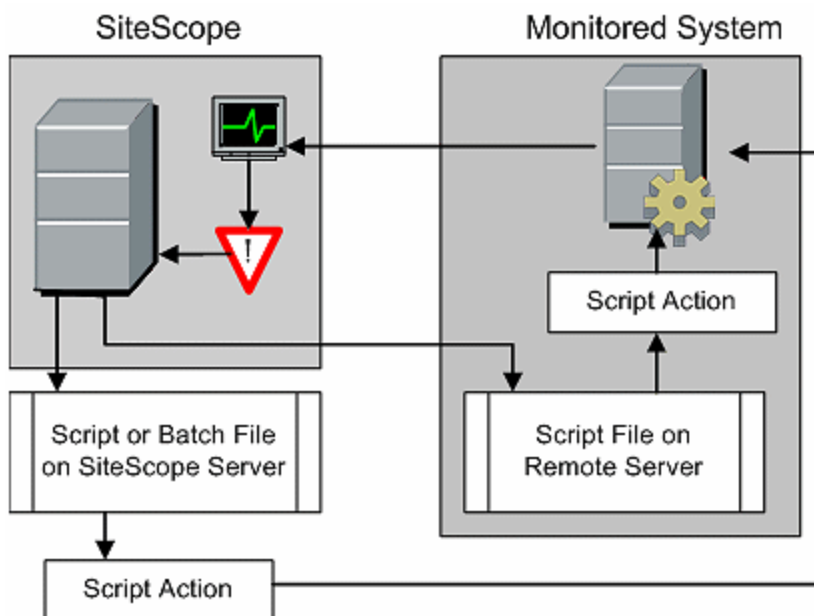 SiteScope
Monitored System
!
Script Action
Script or Batch File
on SiteScope Server
Script File on
Remote Server
Script Action